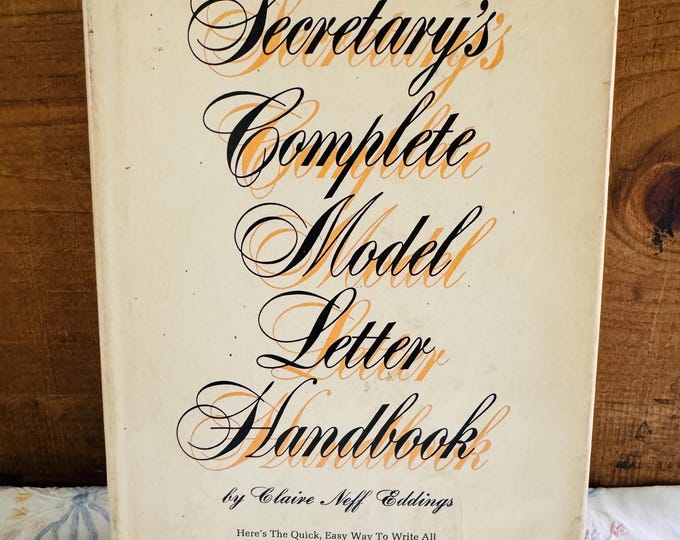 Secretary's
Complete
Model
Letter
Handbook
by Claire Neff Eddings
Here's The Quick, Easy Way To Write All